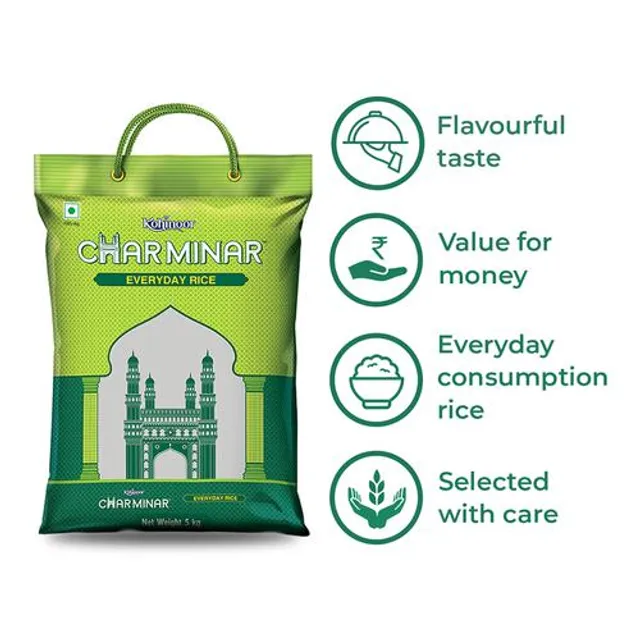 Kohinoor
CHARMINAR
EVERYDAY RICE
Kohinoor
CHARMINAR
EVERYDAY RICE
Net Weight 5 kg
Flavourful
taste
₹
Value for
money
Everyday
consumption
rice
Selected
with care